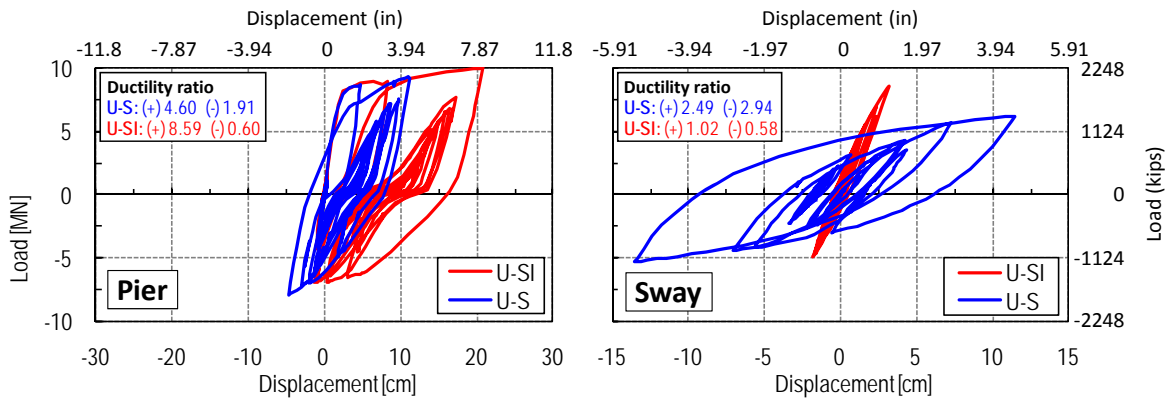 Displacement (in)
-11.8 -7.87 -3.94 0 3.94 7.87 11.8
10
5
0
-5
-10
Load [MN]
Ductility ratio
U-S: (+) 4.60 (-) 1.91
U-SI: (+) 8.59 (-) 0.60
Pier
U-SI
U-S
-30 -20 -10 0 10 20 30
Displacement [cm]
Displacement (in)
-5.91 -3.94 -1.97 0 1.97 3.94 5.91
Ductility ratio
U-S: (+) 2.49 (-) 2.94
U-SI: (+) 1.02 (-) 0.58
Sway
U-SI
U-S
2248
1124
0
-1124
-2248
Load (kips)
-15 -10 -5 0 5 10 15
Displacement [cm]